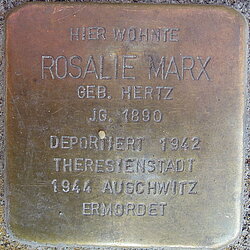 HIER WOHNTE
ROSALIE MARX
GEB. HERTZ
JG. 1890
DEPORTIERT 1942
THERESIENSTADT
1944 AUSCHWITZ
ERMORDET